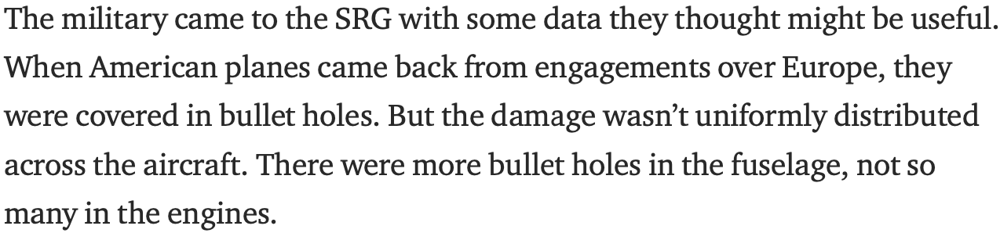 The military came to the SRG with some data they thought might be useful.
When American planes came back from engagements over Europe, they
were covered in bullet holes. But the damage wasn’t uniformly distributed
across the aircraft. There were more bullet holes in the fuselage, not so
many in the engines.